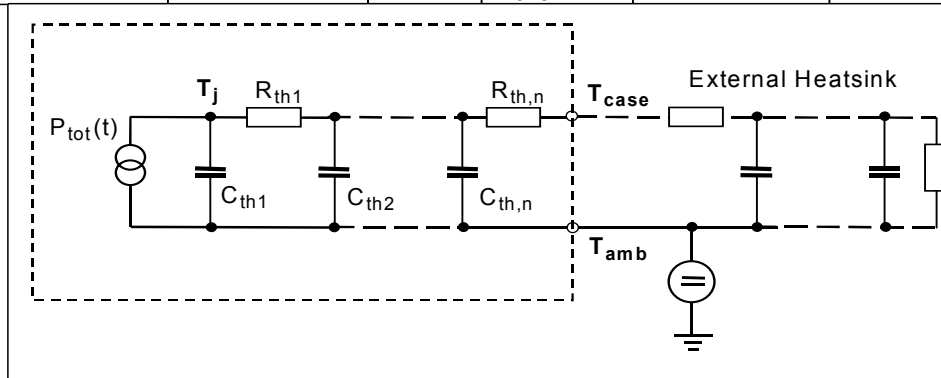 T_j
R_th1
R_th,n
T_case
External Heatsink
P_tot(t)
C_th1
C_th2
C_th,n
T_amb